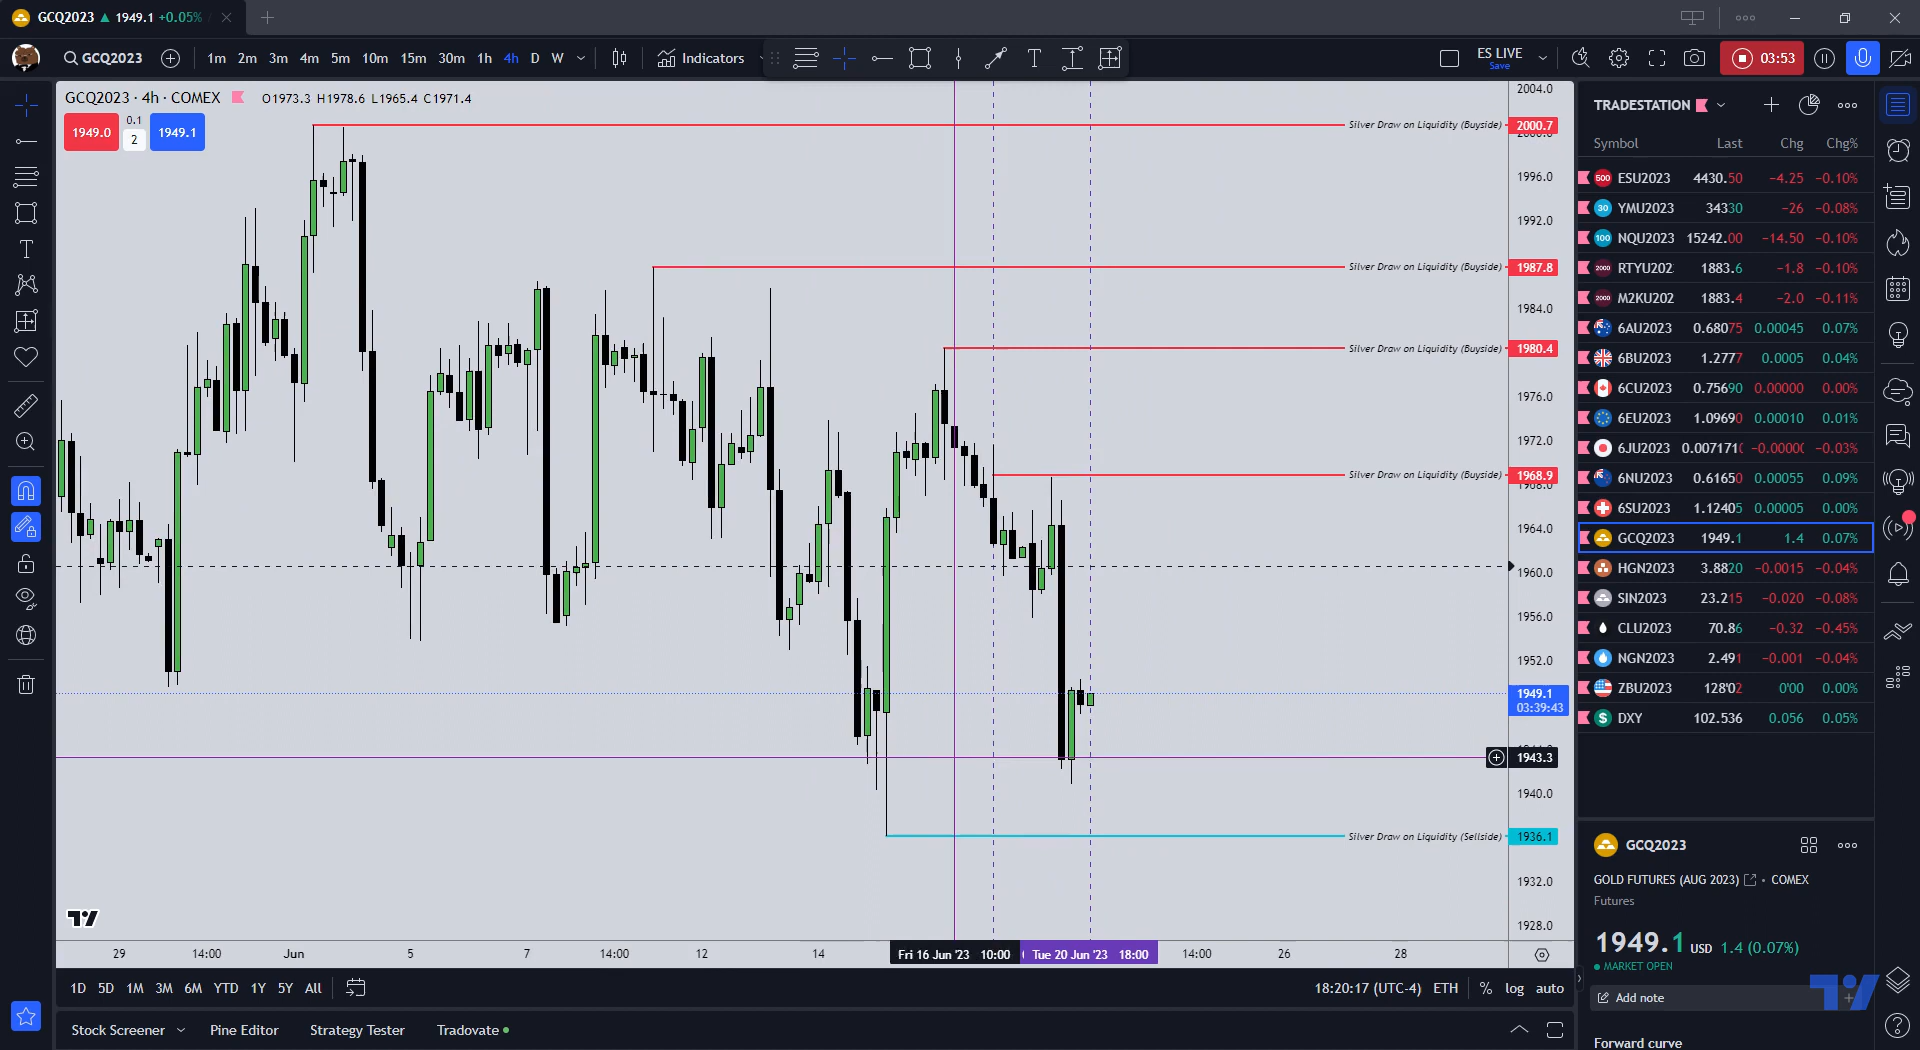 GCQ2023 ▲ 1949.1 +0.05%
GCQ2023 1m 2m 3m 4m 5m 10m 15m 30m 1h 4h D W Indicators
ES LIVE
Save
03:53
GCQ2023 · 4h · COMEX O1973.3 H1978.6 L1965.4 C1971.4
1949.0 0.1 1949.1
2
2004.0
Silver Draw on Liquidity (Buyside) 2000.7
1996.0
1992.0
Silver Draw on Liquidity (Buyside) 1987.8
1984.0
Silver Draw on Liquidity (Buyside) 1980.4
1976.0
1972.0
Silver Draw on Liquidity (Buyside) 1968.9
1964.0
1960.0
1956.0
1952.0
1949.1
03:39:43
1943.3
1940.0
Silver Draw on Liquidity (Sellside) 1936.1
1932.0
1928.0
29 14:00 Jun 5 7 14:00 12 14 Fri 16 Jun '23 10:00 Tue 20 Jun '23 18:00 14:00 26 28
1D 5D 1M 3M 6M YTD 1Y 5Y All
18:20:17 (UTC-4) ETH % log auto
Stock Screener Pine Editor Strategy Tester Tradovate
TRADESTATION
Symbol Last Chg Chg%
500 ESU2023 4430.50 −4.25 −0.10%
30 YMU2023 34330 −26 −0.08%
100 NQU2023 15242.00 −14.50 −0.10%
2000 RTYU202 1883.6 −1.8 −0.10%
2000 M2KU202 1883.4 −2.0 −0.11%
6AU2023 0.68075 0.00045 0.07%
6BU2023 1.2777 0.0005 0.04%
6CU2023 0.75690 0.00000 0.00%
6EU2023 1.09690 0.00010 0.01%
6JU2023 0.007171 −0.0000 −0.03%
6NU2023 0.61650 0.00055 0.09%
6SU2023 1.12405 0.00005 0.00%
GCQ2023 1949.1 1.4 0.07%
HGN2023 3.8820 −0.0015 −0.04%
SIN2023 23.215 −0.020 −0.08%
CLU2023 70.86 −0.32 −0.45%
NGN2023 2.491 −0.001 −0.04%
ZBU2023 128'02 0'00 0.00%
DXY 102.536 0.056 0.05%
GCQ2023
GOLD FUTURES (AUG 2023) • COMEX
Futures
1949.1 USD 1.4 (0.07%)
MARKET OPEN
Add note
Forward curve